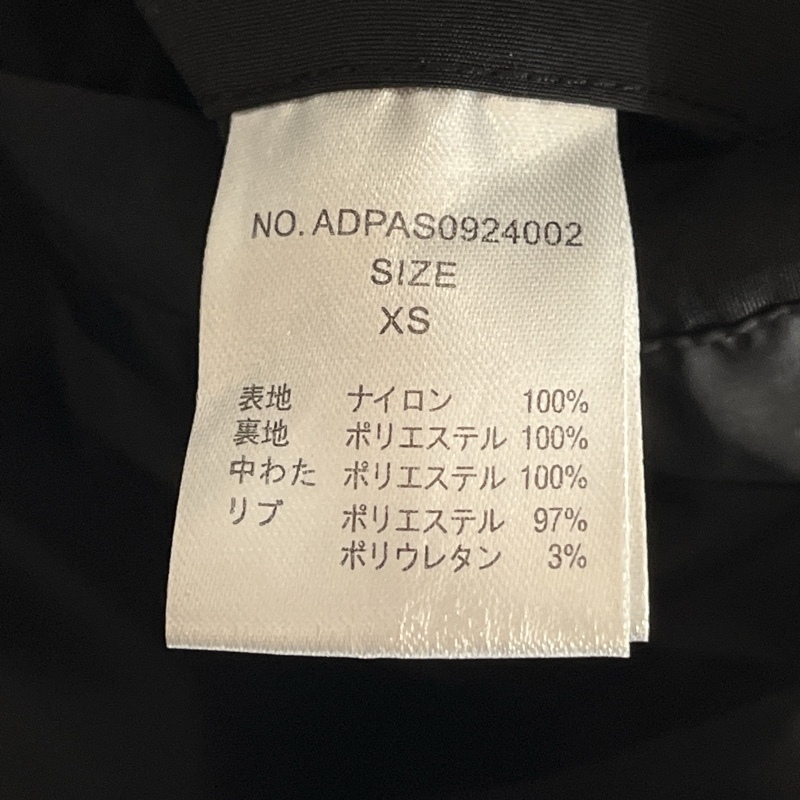 NO. ADPAS0924002
SIZE
XS
表地 ナイロン 100%
裏地 ポリエステル 100%
中わた ポリエステル 100%
リブ ポリエステル 97%
ポリウレタン 3%